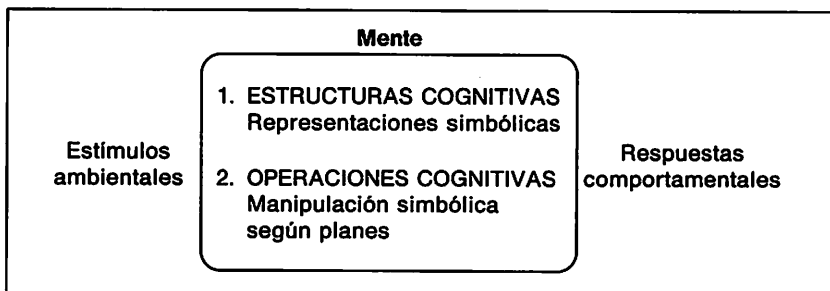 Mente
1. ESTRUCTURAS COGNITIVAS
Representaciones simbólicas
Estímulos
ambientales
2. OPERACIONES COGNITIVAS
Manipulación simbólica
según planes
Respuestas
comportamentales